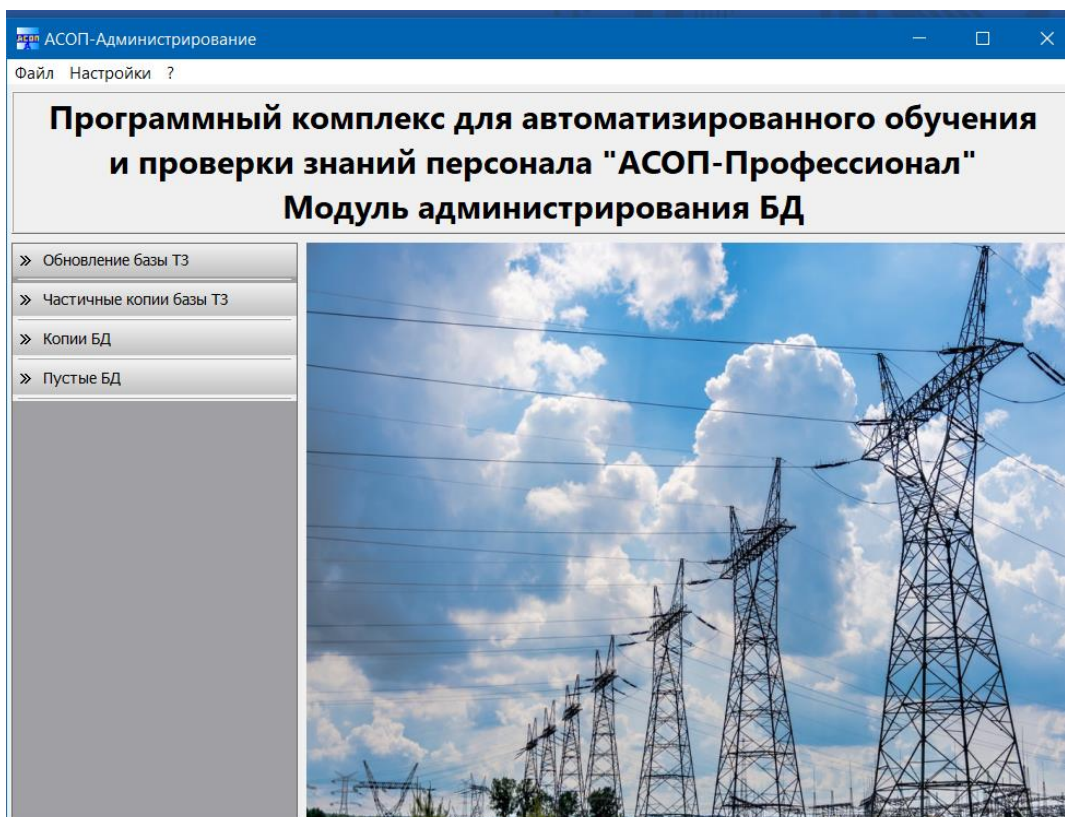 АСОП АСОП-Администрирование
Файл Настройки ?
Программный комплекс для автоматизированного обучения
и проверки знаний персонала "АСОП-Профессионал"
Модуль администрирования БД
Обновление базы ТЗ
Частичные копии базы ТЗ
Копии БД
Пустые БД